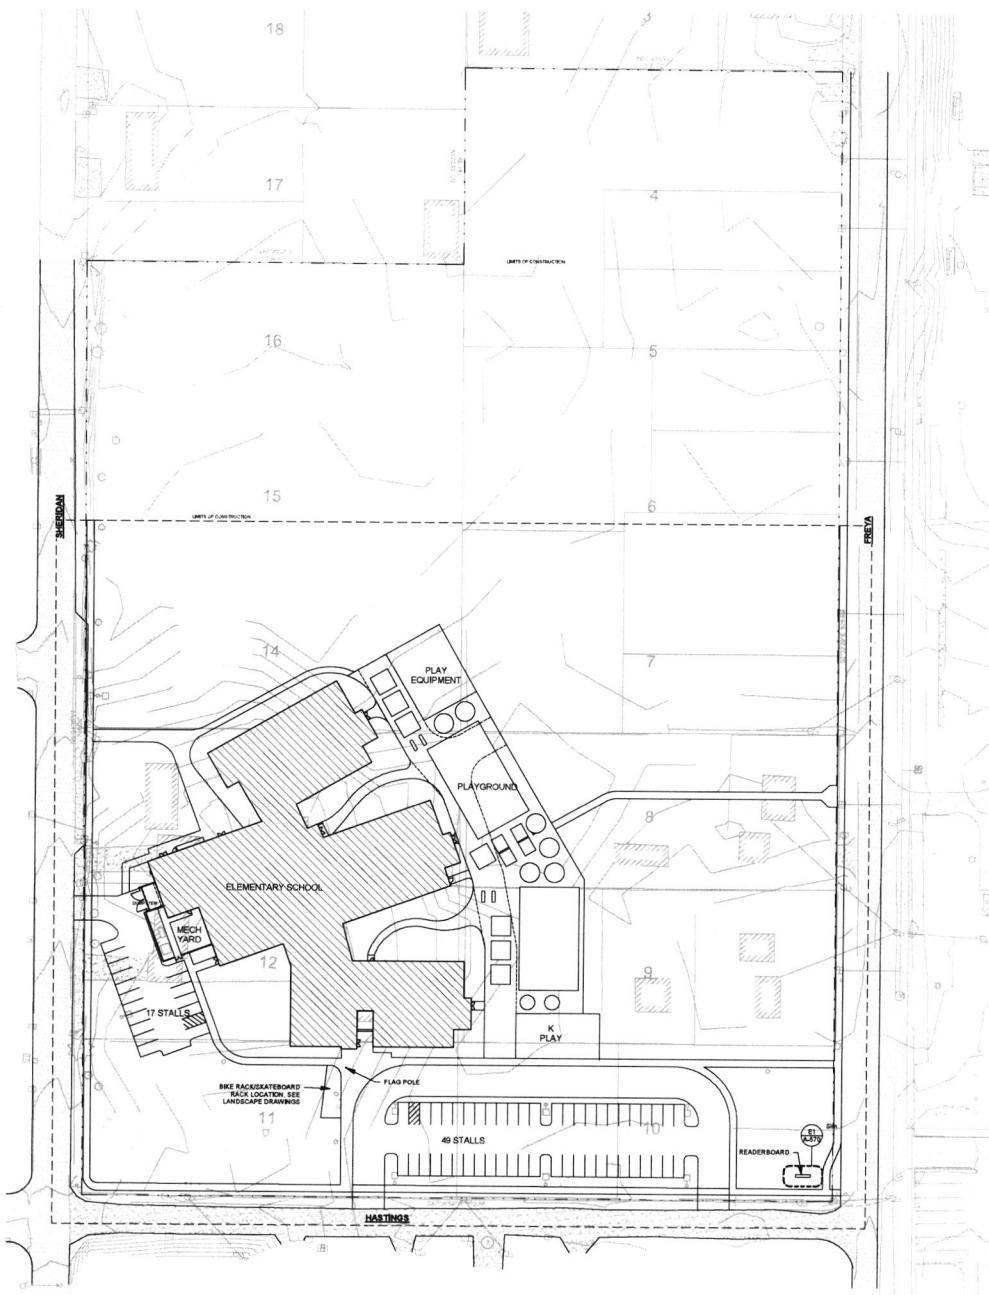 18
3
17
4
LIMITS OF CONSTRUCTION
16
5
15
6
LIMITS OF CONSTRUCTION
SHERIDAN
FREYA
14
7
PLAY
EQUIPMENT
PLAYGROUND
8
ELEMENTARY SCHOOL
MECH
YARD
12
9
17 STALLS
K
PLAY
FLAG POLE
BIKE RACK/SKATEBOARD
RACK LOCATION, SEE
LANDSCAPE DRAWINGS
11
10
49 STALLS
E1
A-570
READERBOARD
HASTINGS